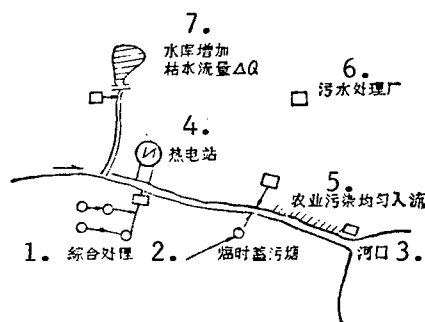 7.
水库增加
枯水流量△Q
6.
污水处理厂
4.
热电站
5.
农业污染均匀入流
1. 综合处理
2. 临时蓄污塘
河口 3.